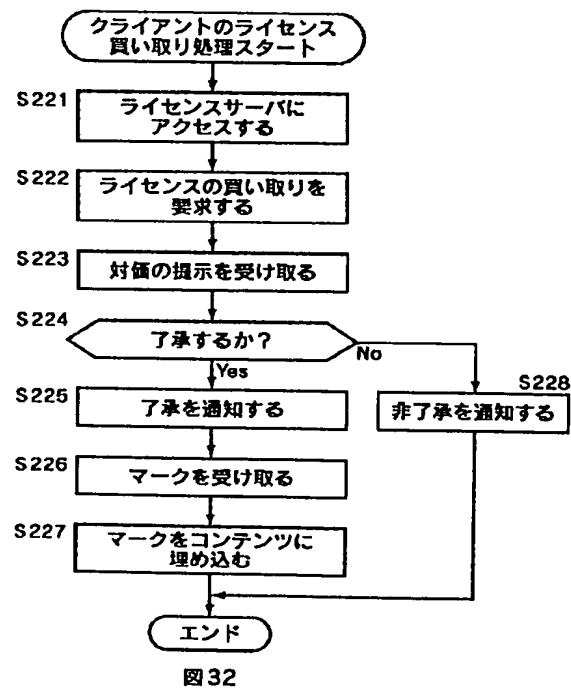 クライアントのライセンス
買い取り処理スタート
S221
ライセンスサーバに
アクセスする
S222
ライセンスの買い取りを
要求する
S223
対価の提示を受け取る
S224
了承するか?
No
Yes
S225
了承を通知する
S228
非了承を通知する
S226
マークを受け取る
S227
マークをコンテンツに
埋め込む
エンド
図32